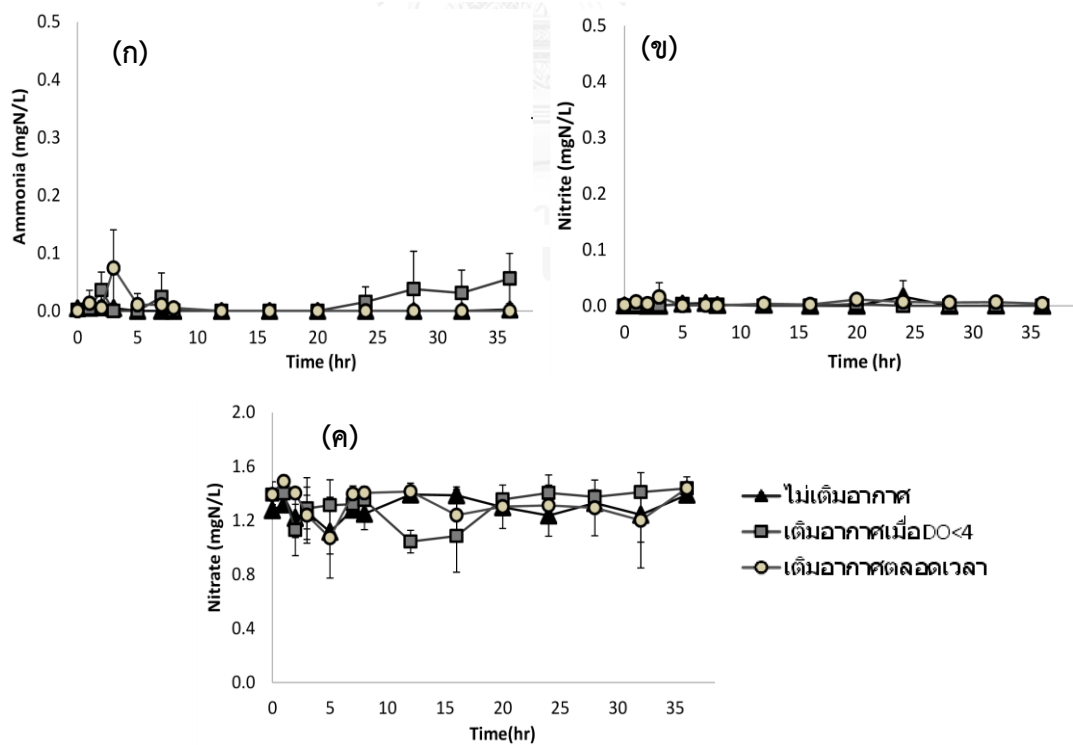 (ก)
Ammonia (mgN/L)
0.5
0.4
0.3
0.2
0.1
0.0
0 5 10 15 20 25 30 35
Time (hr)
(ข)
Nitrite (mgN/L)
0.5
0.4
0.3
0.2
0.1
0.0
0 5 10 15 20 25 30 35
Time (hr)
(ค)
Nitrate (mgN/L)
2.0
1.6
1.2
0.8
0.4
0.0
0 5 10 15 20 25 30 35
Time(hr)
ไม่เติมอากาศ
เติมอากาศเมื่อDO<4
เติมอากาศตลอดเวลา